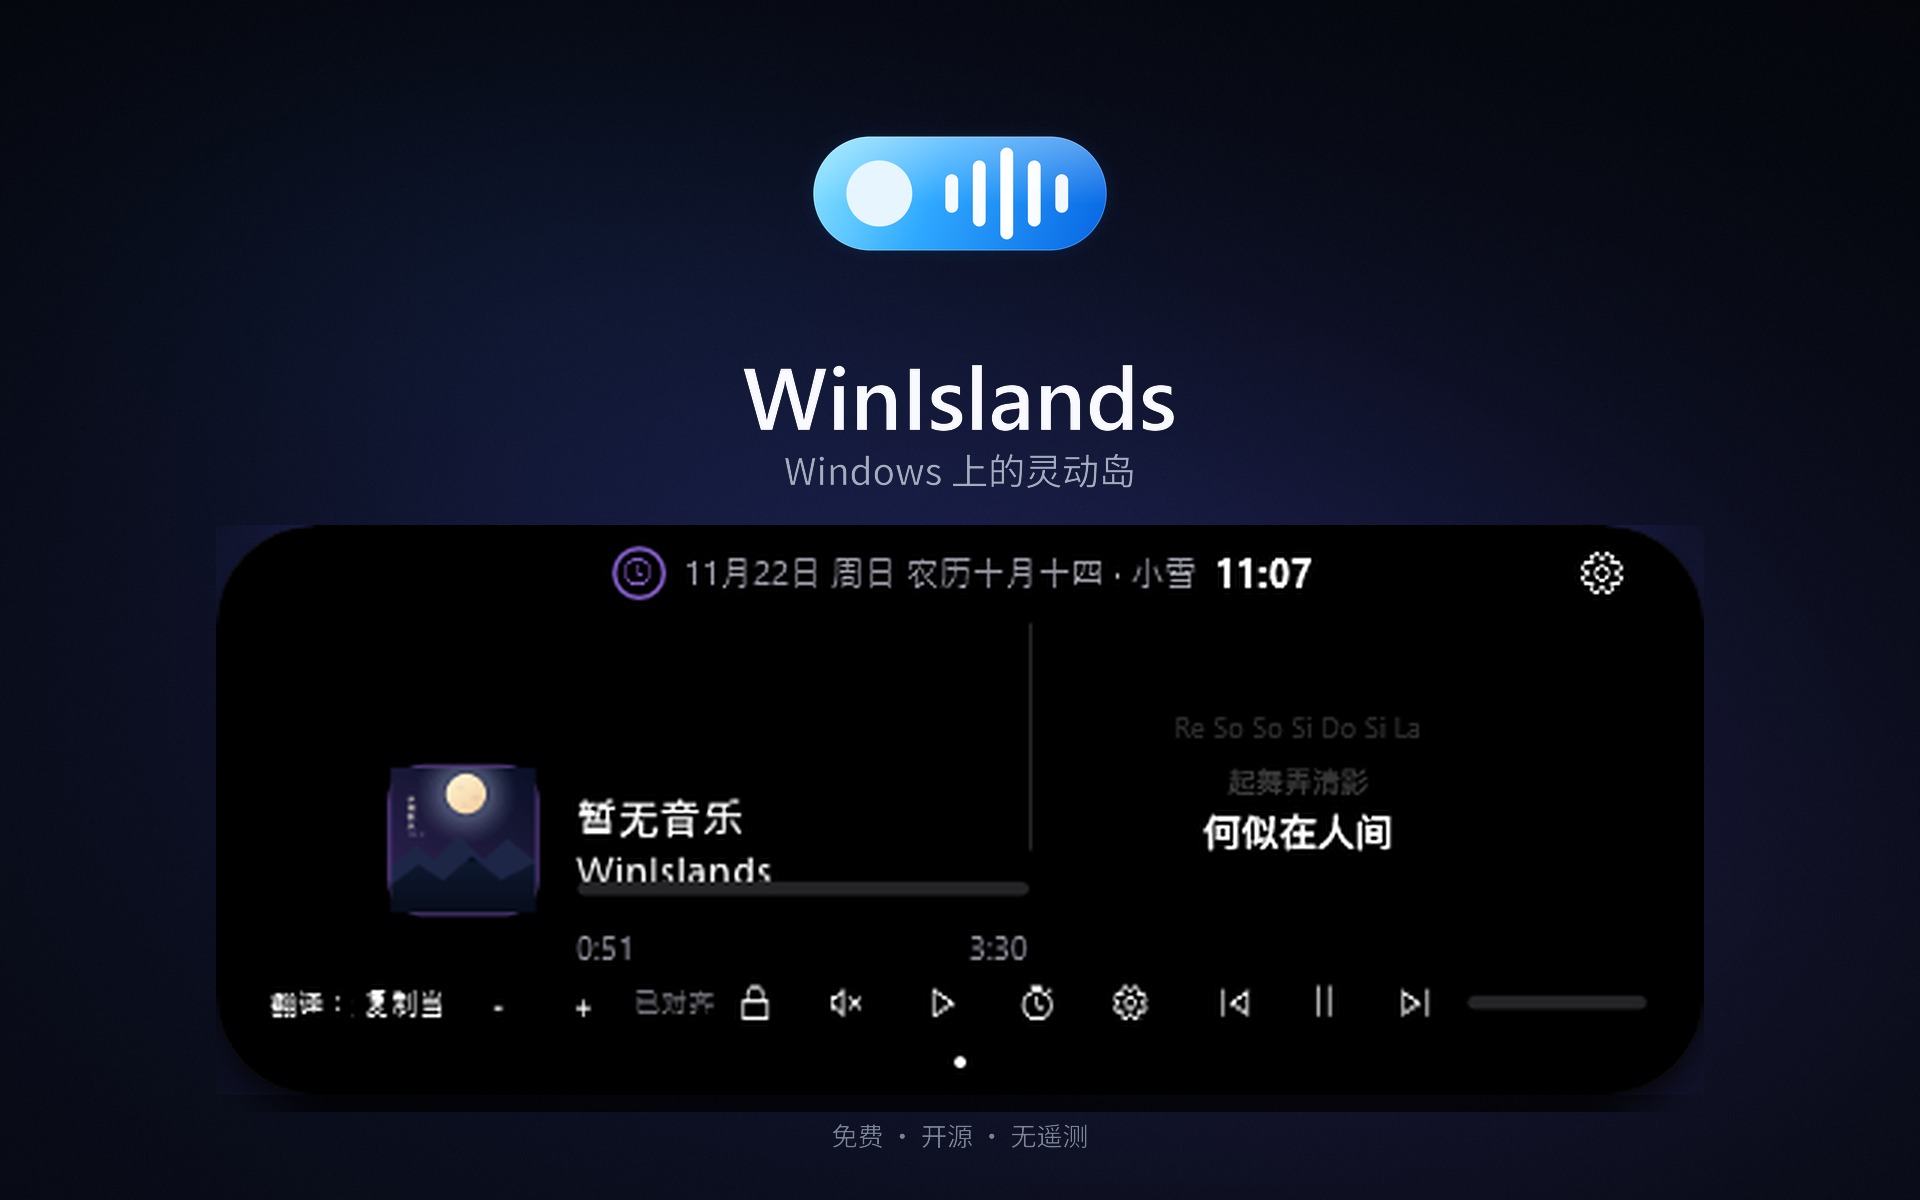 WinIslands
Windows 上的灵动岛
11月22日 周日 农历十月十四 · 小雪 11:07
Re So So Si Do Si La
起舞弄清影
何似在人间
暂无音乐
WinIslands
0:51 3:30
翻译： 复制当 - + 已对齐
免费 • 开源 • 无遥测